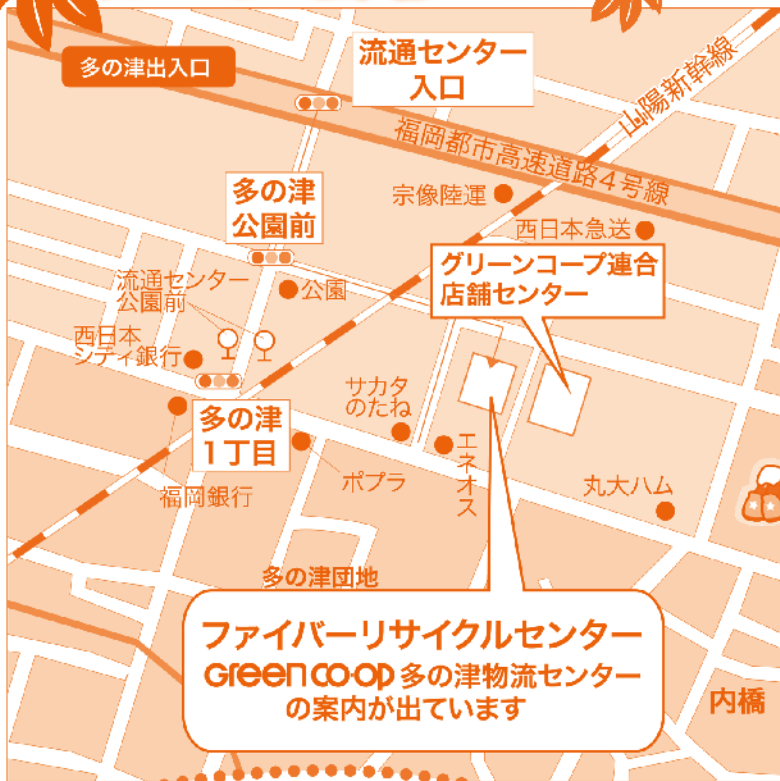 多の津出入口
流通センター
入口
山陽新幹線
福岡都市高速道路4号線
多の津
公園前
宗像陸運
西日本急送
グリーンコープ連合
店舗センター
流通センター
公園前
公園
西日本
シティ銀行
サカタ
のたね
多の津
1丁目
エネオス
福岡銀行
ポプラ
丸大ハム
多の津団地
ファイバーリサイクルセンター
green co·op 多の津物流センター
の案内が出ています
内橋